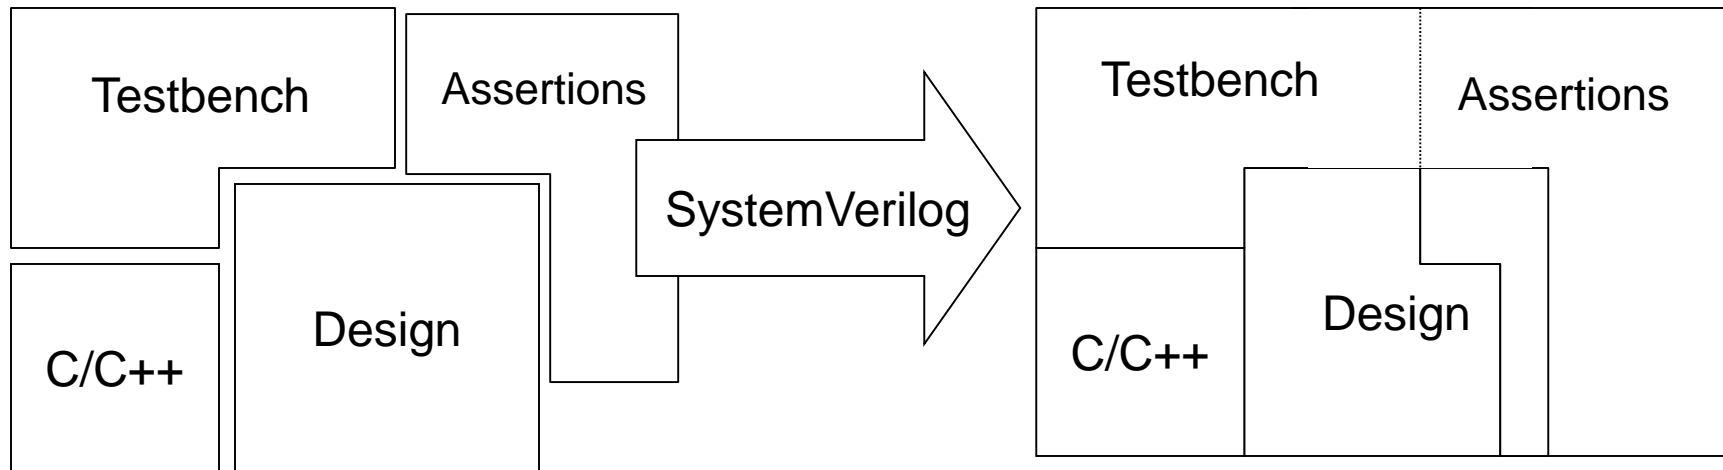 Testbench
Assertions
SystemVerilog
Design
C/C++
Testbench
Assertions
Design
C/C++